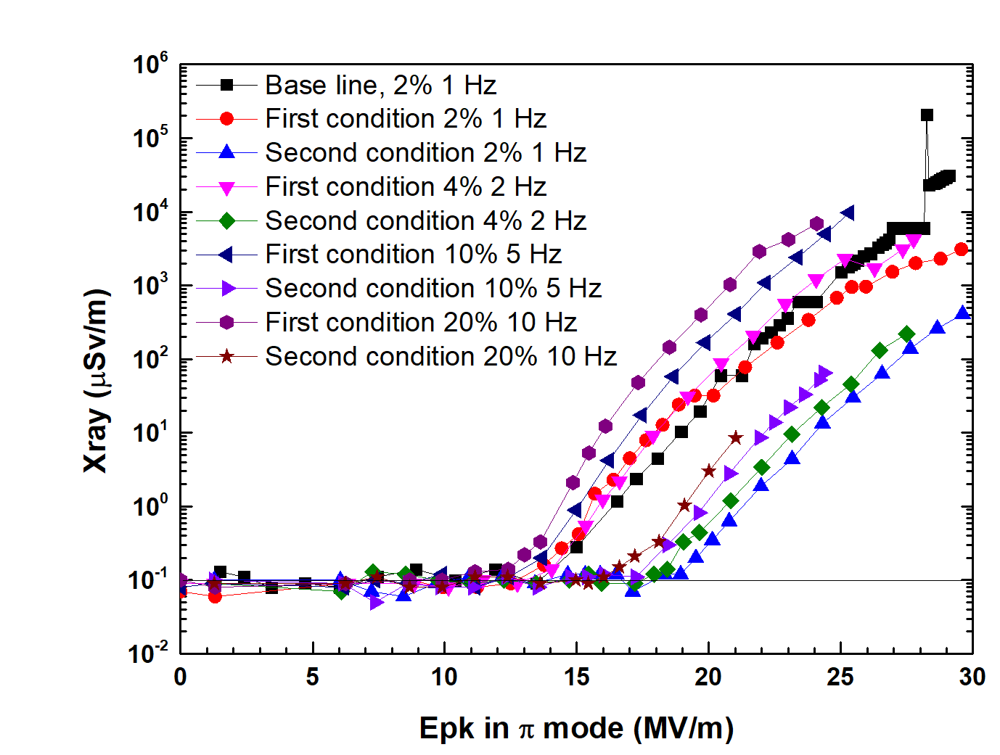 10^6
10^5
10^4
10^3
10^2
10^1
10^0
10^-1
10^-2
Xray (μSv/m)
Base line, 2% 1 Hz
First condition 2% 1 Hz
Second condition 2% 1 Hz
First condition 4% 2 Hz
Second condition 4% 2 Hz
First condition 10% 5 Hz
Second condition 10% 5 Hz
First condition 20% 10 Hz
Second condition 20% 10 Hz
0 5 10 15 20 25 30
Epk in π mode (MV/m)